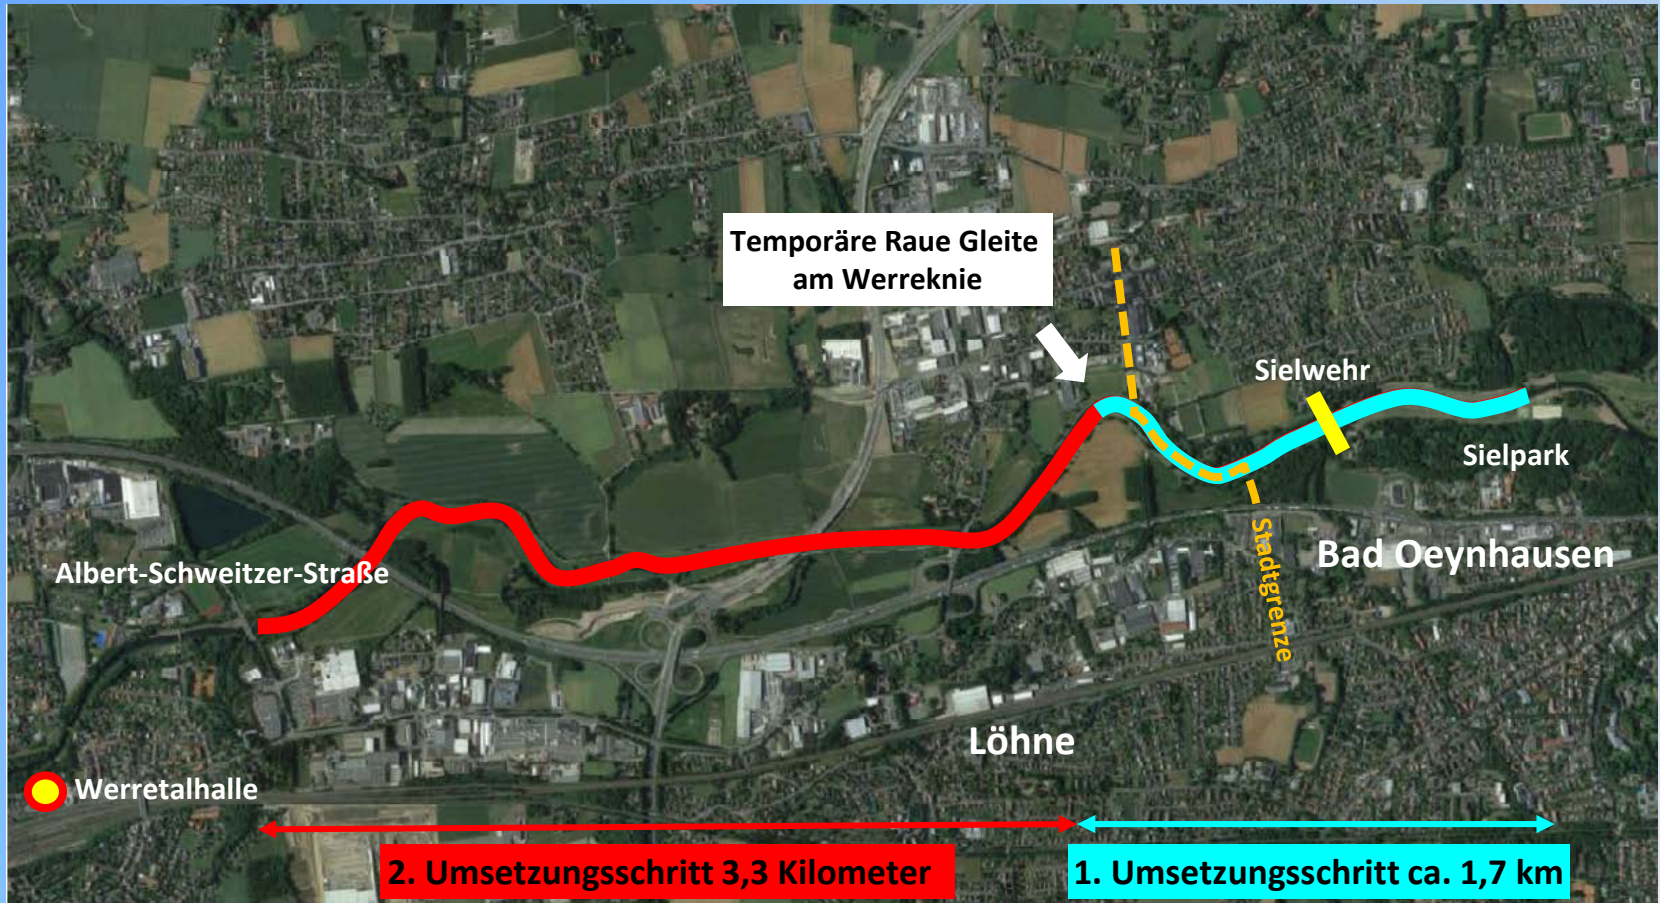 Temporäre Raue Gleite
am Werreknie
Sielwehr
Sielpark
Stadtgrenze
Bad Oeynhausen
Albert-Schweitzer-Straße
Löhne
Werretalhalle
2. Umsetzungsschritt 3,3 Kilometer
1. Umsetzungsschritt ca. 1,7 km